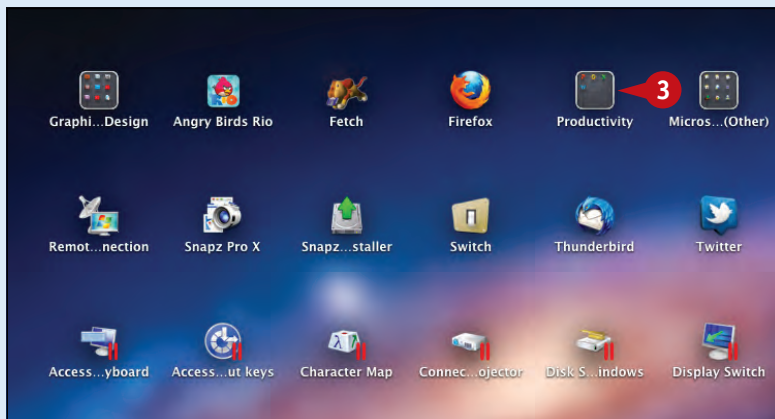 3
Graphi...Design Angry Birds Rio Fetch Firefox Productivity Micros...(Other)
Remot...nection Snapz Pro X Snapz...staller Switch Thunderbird Twitter
Access...yboard Access...ut keys Character Map Connec...ojector Disk S...indows Display Switch